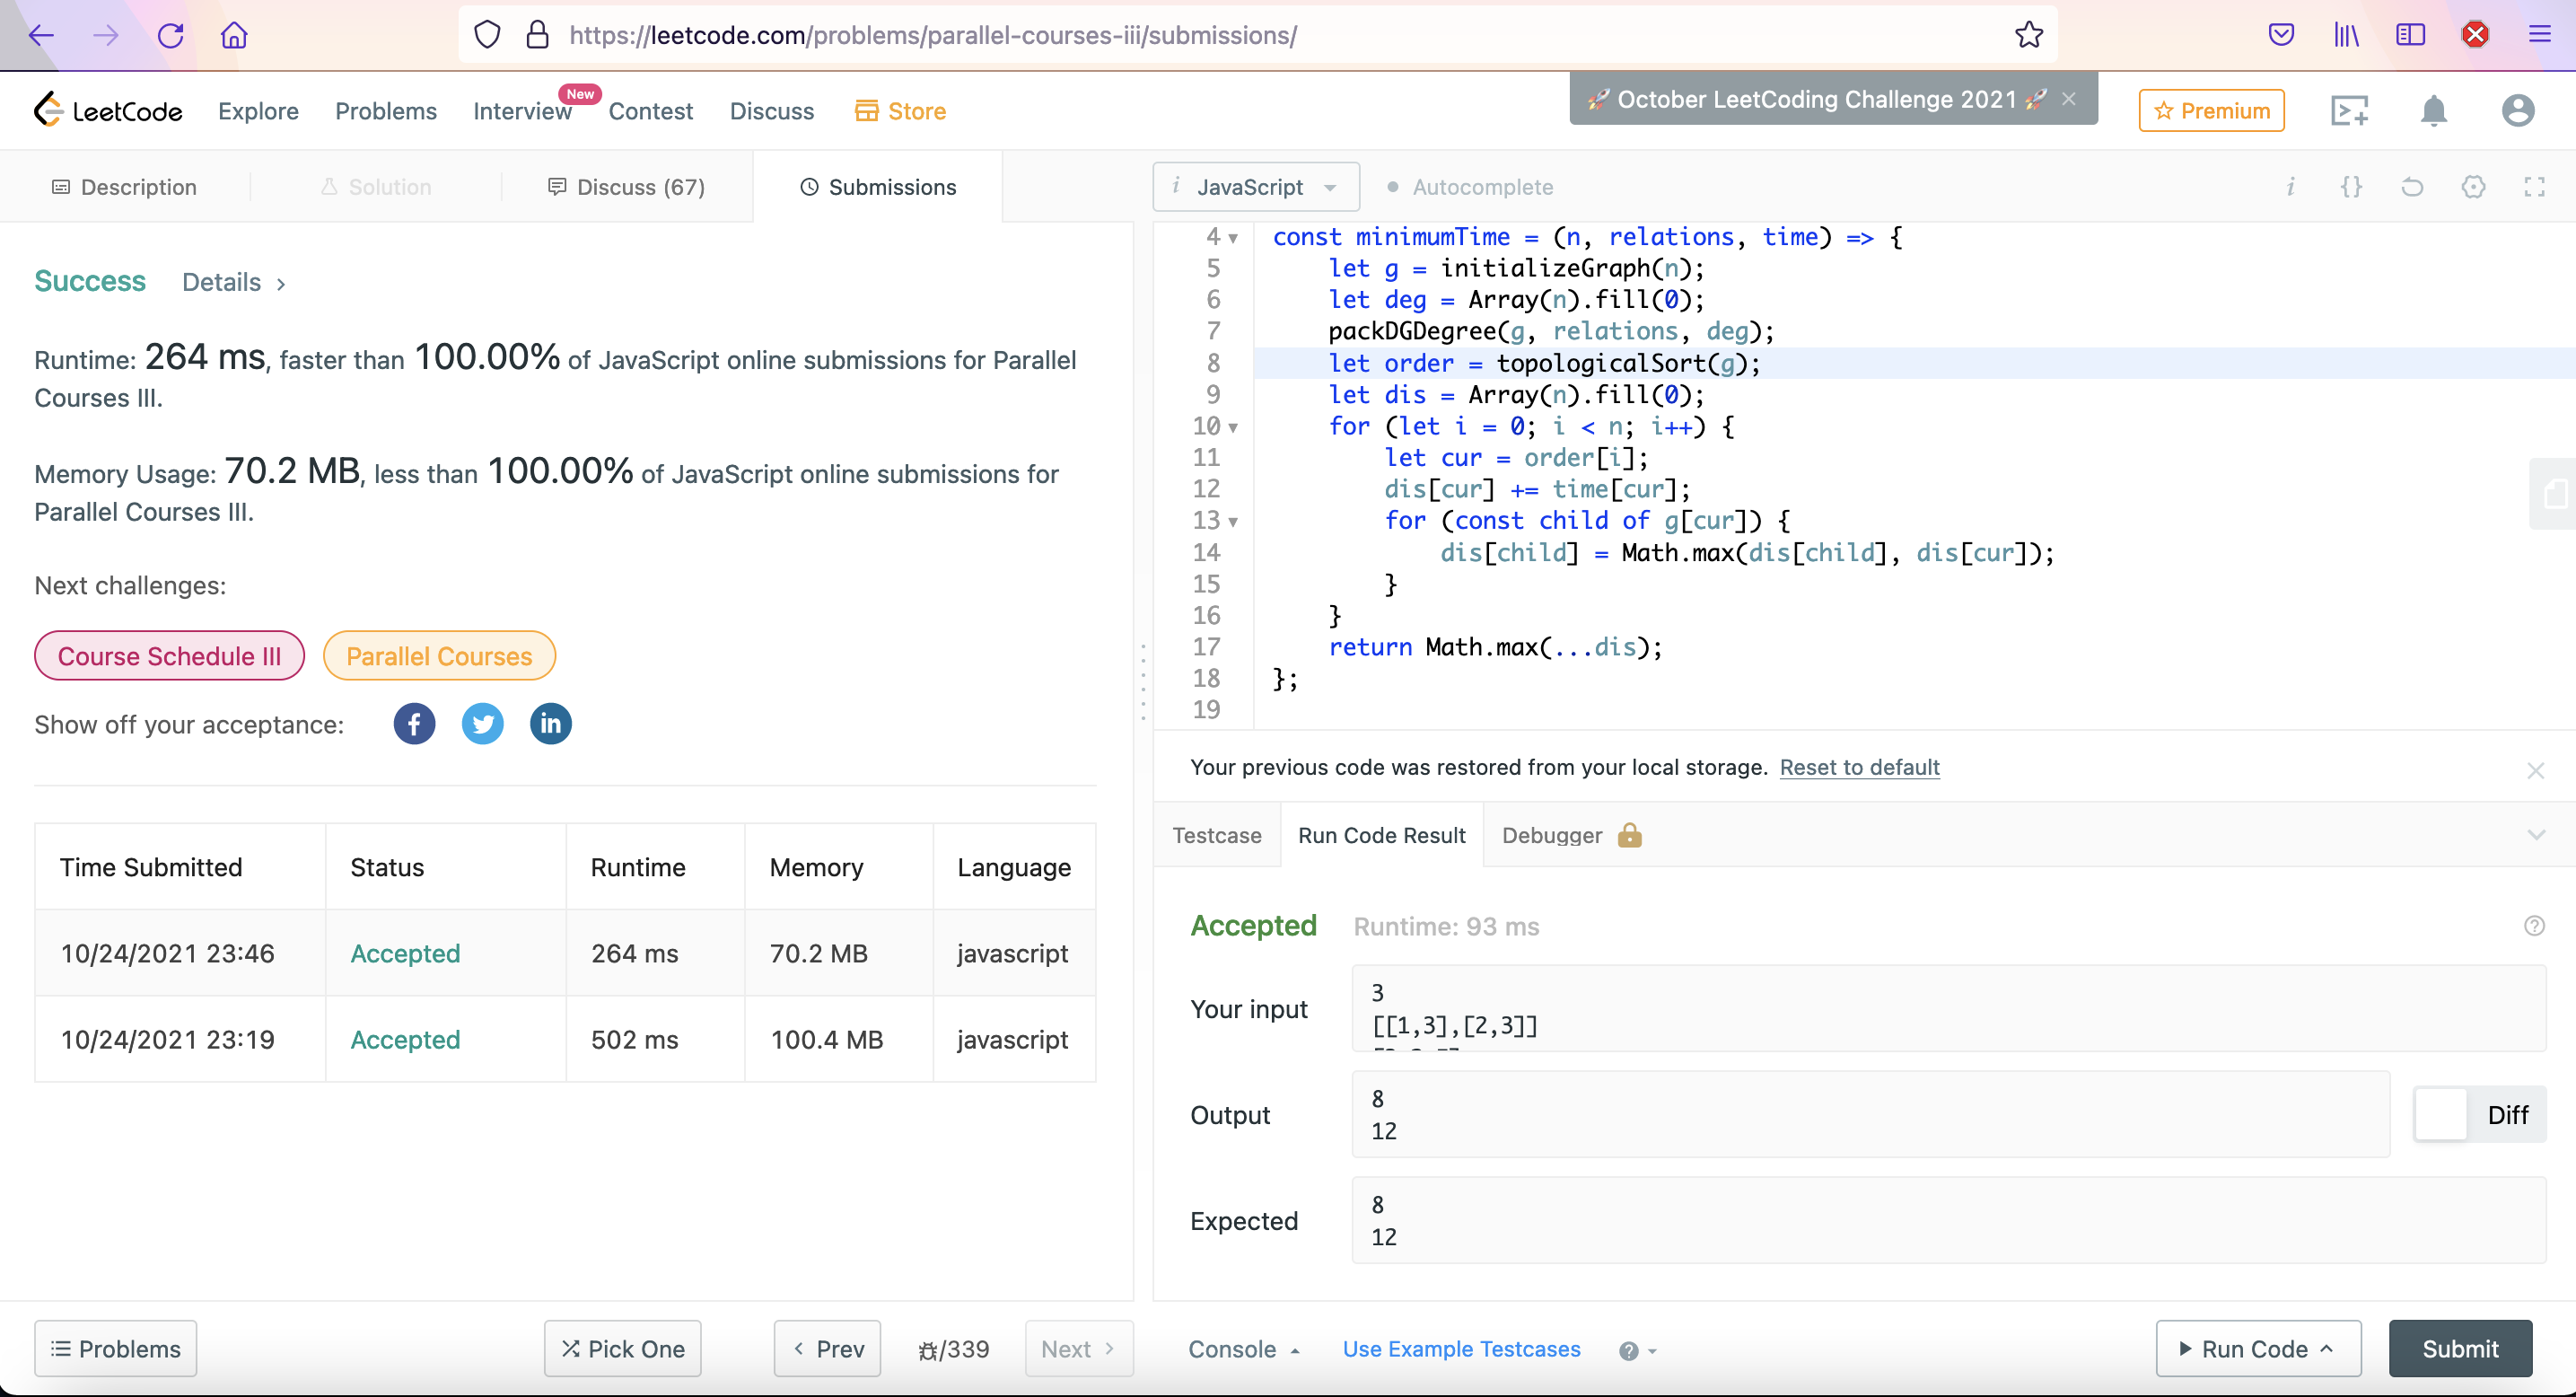 https://leetcode.com/problems/parallel-courses-iii/submissions/
LeetCode
Explore
Problems
Interview
New
Contest
Discuss
Store
🚀 October LeetCoding Challenge 2021 🚀 ×
Premium
Description
Solution
Discuss (67)
Submissions
Success
Details >
Runtime: 264 ms, faster than 100.00% of JavaScript online submissions for Parallel
Courses III.
Memory Usage: 70.2 MB, less than 100.00% of JavaScript online submissions for
Parallel Courses III.
Next challenges:
Course Schedule III
Parallel Courses
Show off your acceptance:
Time Submitted Status Runtime Memory Language
10/24/2021 23:46 Accepted 264 ms 70.2 MB javascript
10/24/2021 23:19 Accepted 502 ms 100.4 MB javascript
Problems
Pick One
< Prev
/339
Next >
i JavaScript
Autocomplete
i {}
4 const minimumTime = (n, relations, time) => {
5 let g = initializeGraph(n);
6 let deg = Array(n).fill(0);
7 packDGDegree(g, relations, deg);
8 let order = topologicalSort(g);
9 let dis = Array(n).fill(0);
10 for (let i = 0; i < n; i++) {
11 let cur = order[i];
12 dis[cur] += time[cur];
13 for (const child of g[cur]) {
14 dis[child] = Math.max(dis[child], dis[cur]);
15 }
16 }
17 return Math.max(...dis);
18 };
19
Your previous code was restored from your local storage. Reset to default
Testcase
Run Code Result
Debugger
Accepted
Runtime: 93 ms
Your input
3
[[1,3],[2,3]]
Output
8
12
Diff
Expected
8
12
Console
Use Example Testcases
Run Code
Submit